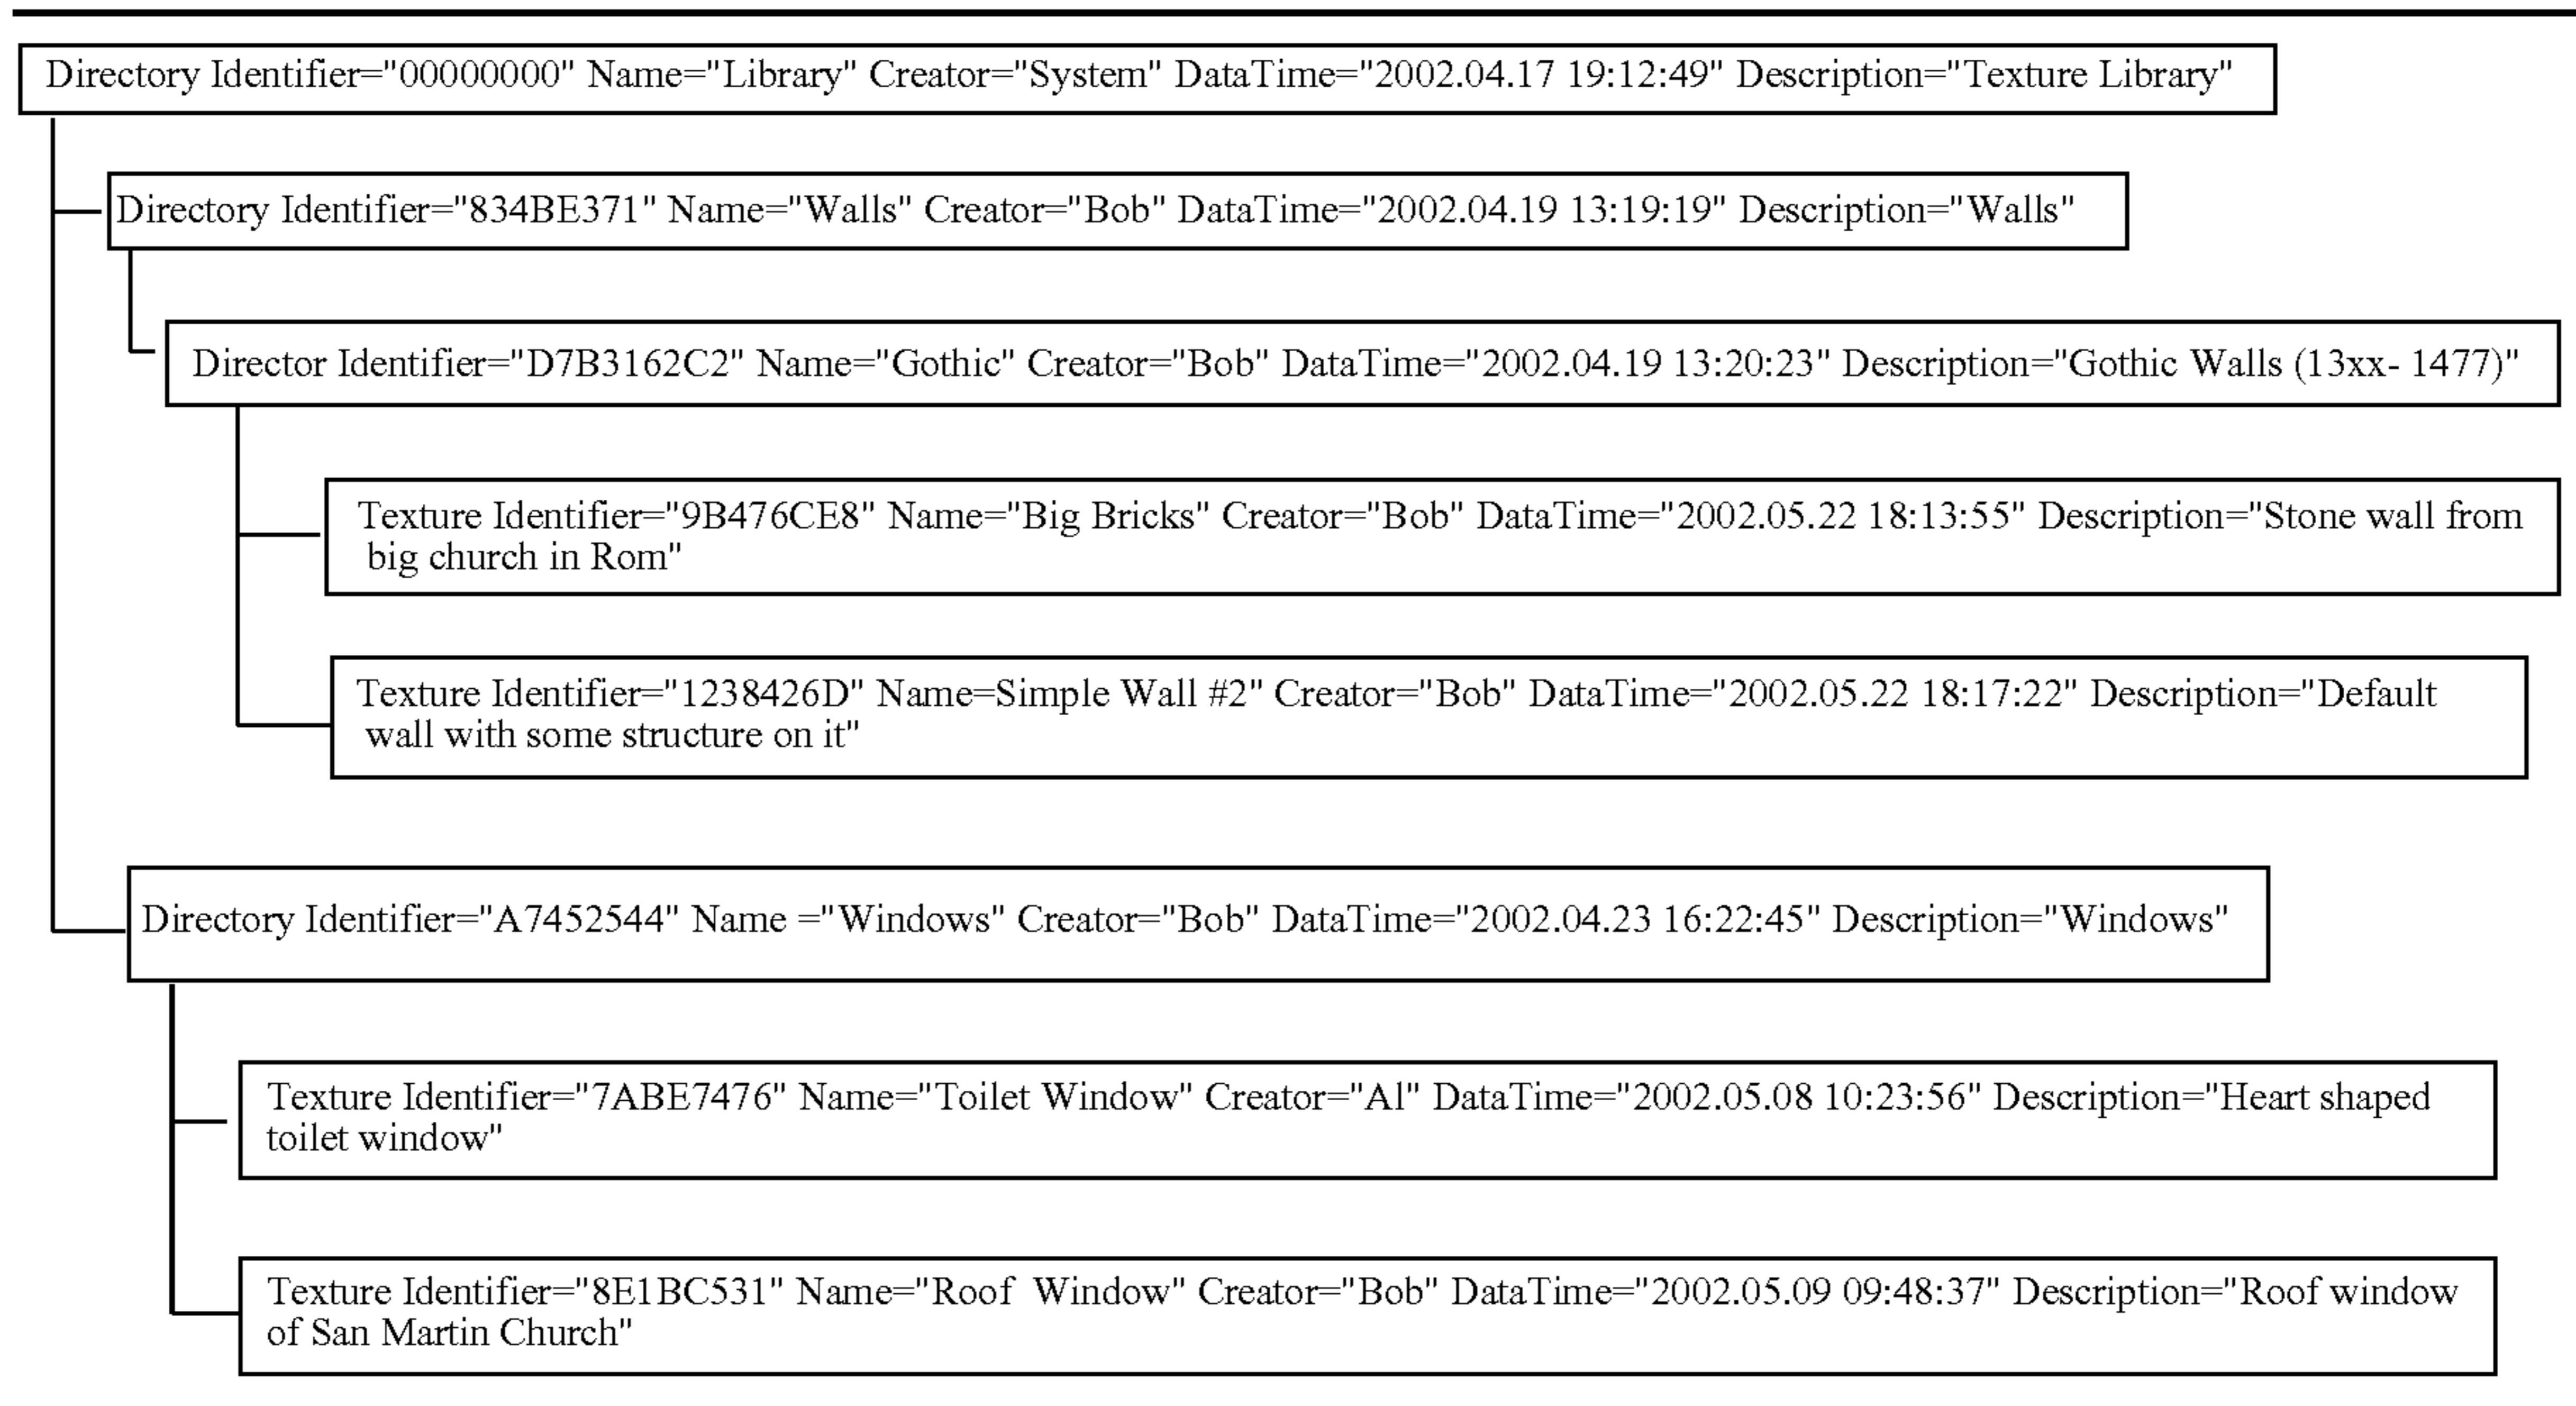 Directory Identifier="00000000" Name="Library" Creator="System" DataTime="2002.04.17 19:12:49" Description="Texture Library"
Directory Identifier="834BE371" Name="Walls" Creator="Bob" DataTime="2002.04.19 13:19:19" Description="Walls"
Director Identifier="D7B3162C2" Name="Gothic" Creator="Bob" DataTime="2002.04.19 13:20:23" Description="Gothic Walls (13xx- 1477)"
Texture Identifier="9B476CE8" Name="Big Bricks" Creator="Bob" DataTime="2002.05.22 18:13:55" Description="Stone wall from
big church in Rom"
Texture Identifier="1238426D" Name=Simple Wall #2" Creator="Bob" DataTime="2002.05.22 18:17:22" Description="Default
wall with some structure on it"
Directory Identifier="A7452544" Name ="Windows" Creator="Bob" DataTime="2002.04.23 16:22:45" Description="Windows"
Texture Identifier="7ABE7476" Name="Toilet Window" Creator="Al" DataTime="2002.05.08 10:23:56" Description="Heart shaped
toilet window"
Texture Identifier="8E1BC531" Name="Roof  Window" Creator="Bob" DataTime="2002.05.09 09:48:37" Description="Roof window
of San Martin Church"